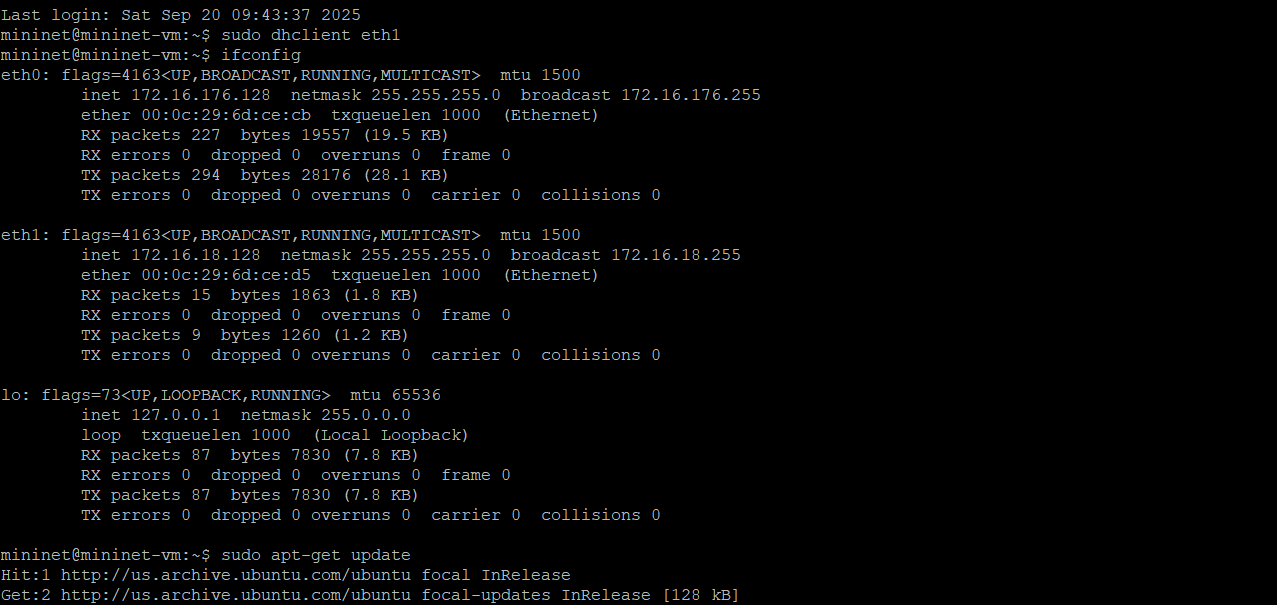 Last login: Sat Sep 20 09:43:37 2025
mininet@mininet-vm:~$ sudo dhclient eth1
mininet@mininet-vm:~$ ifconfig
eth0: flags=4163<UP,BROADCAST,RUNNING,MULTICAST>  mtu 1500
        inet 172.16.176.128  netmask 255.255.255.0  broadcast 172.16.176.255
        ether 00:0c:29:6d:ce:cb  txqueuelen 1000  (Ethernet)
        RX packets 227  bytes 19557 (19.5 KB)
        RX errors 0  dropped 0  overruns 0  frame 0
        TX packets 294  bytes 28176 (28.1 KB)
        TX errors 0  dropped 0 overruns 0  carrier 0  collisions 0

eth1: flags=4163<UP,BROADCAST,RUNNING,MULTICAST>  mtu 1500
        inet 172.16.18.128  netmask 255.255.255.0  broadcast 172.16.18.255
        ether 00:0c:29:6d:ce:d5  txqueuelen 1000  (Ethernet)
        RX packets 15  bytes 1863 (1.8 KB)
        RX errors 0  dropped 0  overruns 0  frame 0
        TX packets 9  bytes 1260 (1.2 KB)
        TX errors 0  dropped 0 overruns 0  carrier 0  collisions 0

lo: flags=73<UP,LOOPBACK,RUNNING>  mtu 65536
        inet 127.0.0.1  netmask 255.0.0.0
        loop  txqueuelen 1000  (Local Loopback)
        RX packets 87  bytes 7830 (7.8 KB)
        RX errors 0  dropped 0  overruns 0  frame 0
        TX packets 87  bytes 7830 (7.8 KB)
        TX errors 0  dropped 0 overruns 0  carrier 0  collisions 0

mininet@mininet-vm:~$ sudo apt-get update
Hit:1 http://us.archive.ubuntu.com/ubuntu focal InRelease
Get:2 http://us.archive.ubuntu.com/ubuntu focal-updates InRelease [128 kB]